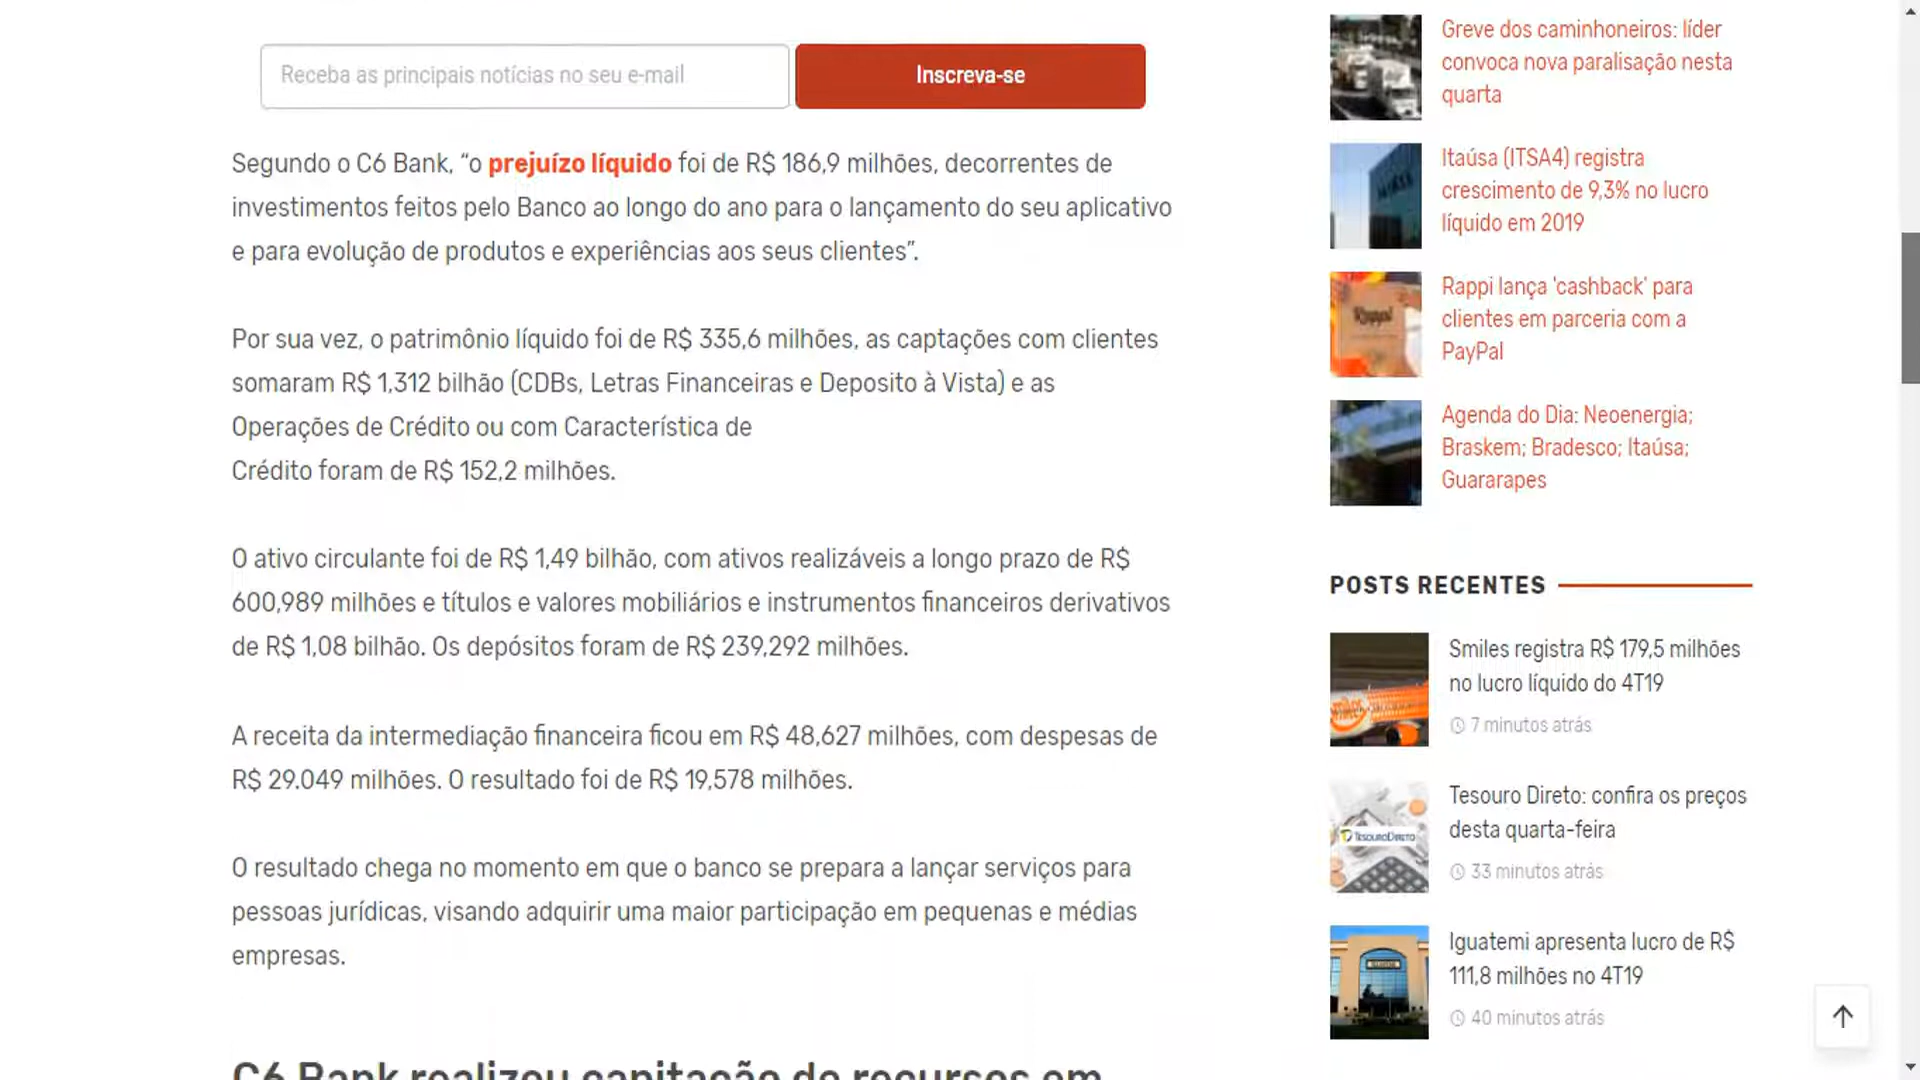 Receba as principais notícias no seu e-mail
Inscreva-se
Segundo o C6 Bank, “o prejuízo líquido foi de R$ 186,9 milhões, decorrentes de
investimentos feitos pelo Banco ao longo do ano para o lançamento do seu aplicativo
e para evolução de produtos e experiências aos seus clientes”.
Por sua vez, o patrimônio líquido foi de R$ 335,6 milhões, as captações com clientes
somaram R$ 1,312 bilhão (CDBs, Letras Financeiras e Deposito à Vista) e as
Operações de Crédito ou com Característica de
Crédito foram de R$ 152,2 milhões.
O ativo circulante foi de R$ 1,49 bilhão, com ativos realizáveis a longo prazo de R$
600,989 milhões e títulos e valores mobiliários e instrumentos financeiros derivativos
de R$ 1,08 bilhão. Os depósitos foram de R$ 239,292 milhões.
A receita da intermediação financeira ficou em R$ 48,627 milhões, com despesas de
R$ 29.049 milhões. O resultado foi de R$ 19,578 milhões.
O resultado chega no momento em que o banco se prepara a lançar serviços para
pessoas jurídicas, visando adquirir uma maior participação em pequenas e médias
empresas.
C6 Bank realizou capitação de recursos em
Greve dos caminhoneiros: líder
convoca nova paralisação nesta
quarta
Itaúsa (ITSA4) registra
crescimento de 9,3% no lucro
líquido em 2019
Rappi lança 'cashback' para
clientes em parceria com a
PayPal
Agenda do Dia: Neoenergia;
Braskem; Bradesco; Itaúsa;
Guararapes
POSTS RECENTES
Smiles registra R$ 179,5 milhões
no lucro líquido do 4T19
7 minutos atrás
Tesouro Direto: confira os preços
desta quarta-feira
33 minutos atrás
Iguatemi apresenta lucro de R$
111,8 milhões no 4T19
40 minutos atrás
Rappi
TesouroDireto